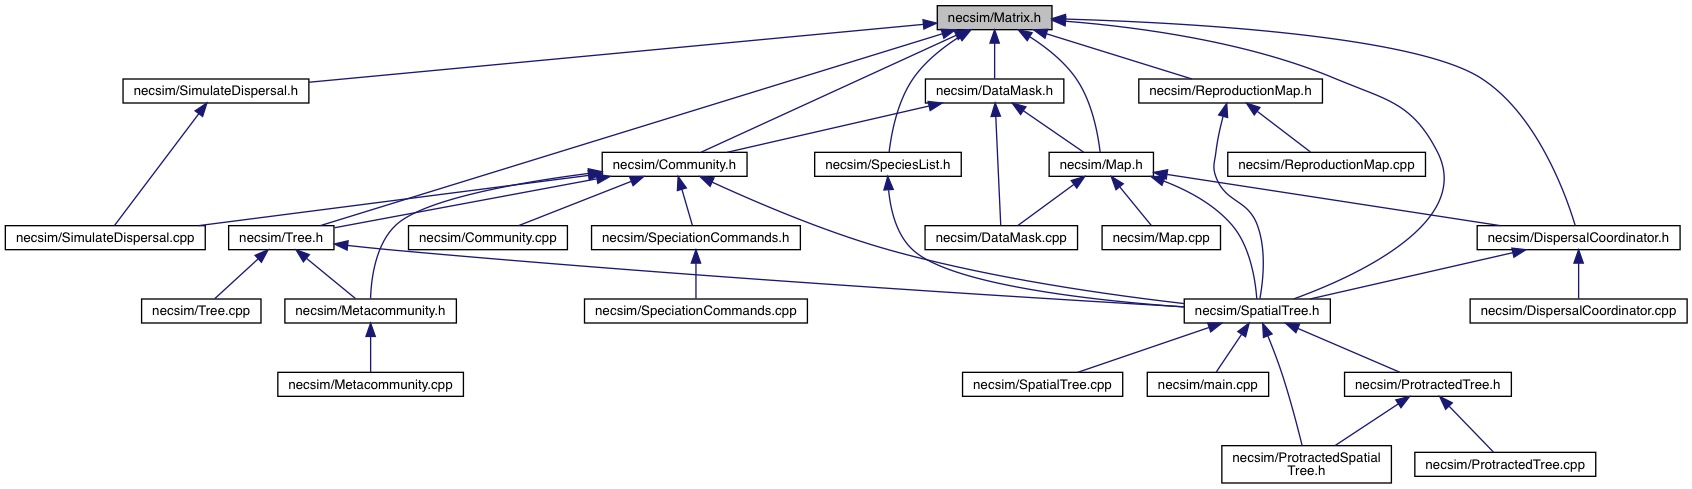 necsim/Matrix.h
necsim/SimulateDispersal.h
necsim/DataMask.h
necsim/ReproductionMap.h
necsim/Community.h
necsim/SpeciesList.h
necsim/Map.h
necsim/ReproductionMap.cpp
necsim/SimulateDispersal.cpp
necsim/Tree.h
necsim/Community.cpp
necsim/SpeciationCommands.h
necsim/DataMask.cpp
necsim/Map.cpp
necsim/DispersalCoordinator.h
necsim/Tree.cpp
necsim/Metacommunity.h
necsim/SpeciationCommands.cpp
necsim/SpatialTree.h
necsim/DispersalCoordinator.cpp
necsim/Metacommunity.cpp
necsim/SpatialTree.cpp
necsim/main.cpp
necsim/ProtractedTree.h
necsim/ProtractedSpatial
Tree.h
necsim/ProtractedTree.cpp